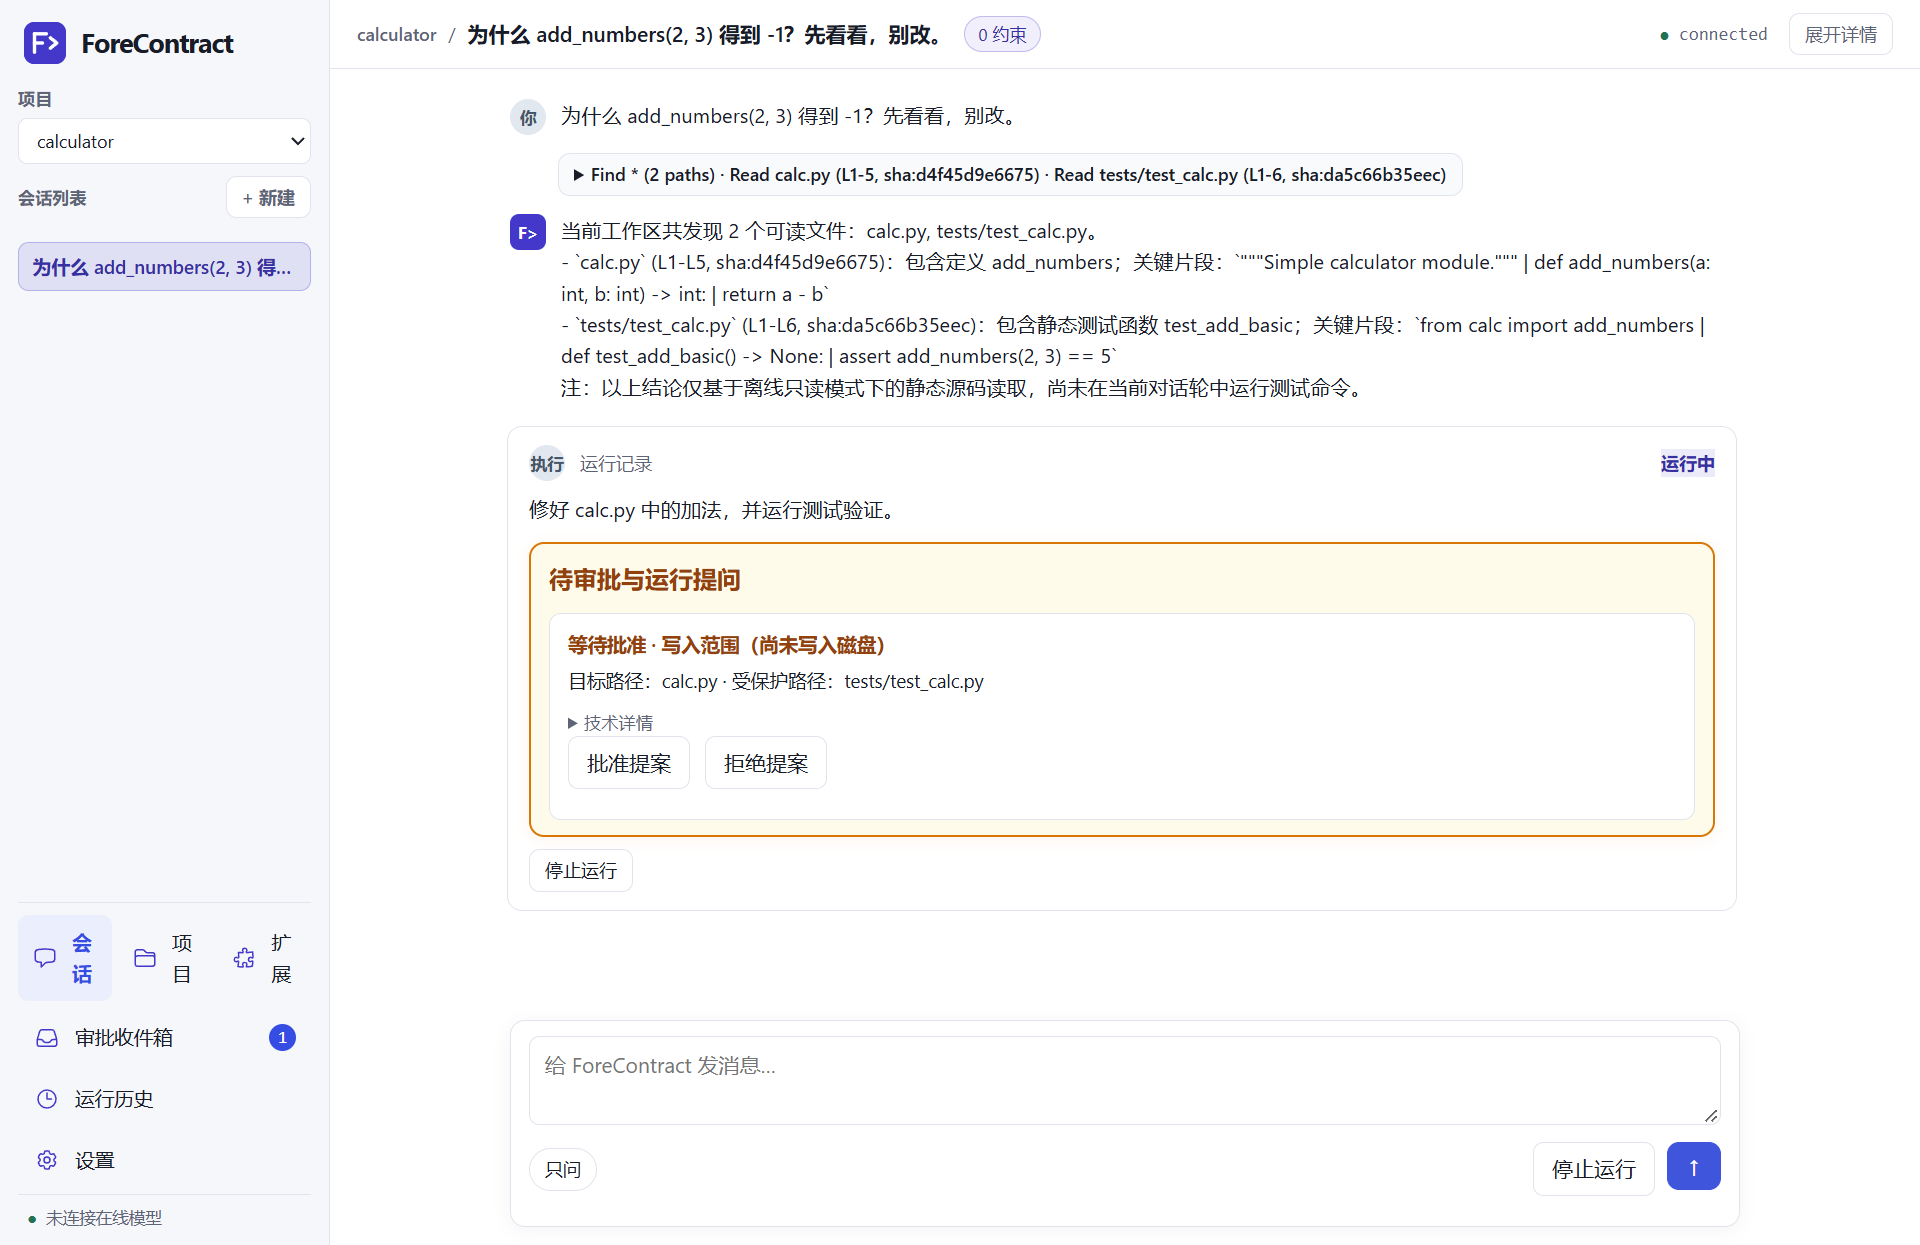 F> ForeContract
项目
calculator
会话列表
+ 新建
为什么 add_numbers(2, 3) 得...
会话
项目
扩展
审批收件箱 1
运行历史
设置
未连接在线模型
calculator / 为什么 add_numbers(2, 3) 得到 -1？先看看，别改。 0 约束
connected 展开详情
你 为什么 add_numbers(2, 3) 得到 -1？先看看，别改。
Find * (2 paths) · Read calc.py (L1-5, sha:d4f45d9e6675) · Read tests/test_calc.py (L1-6, sha:da5c66b35eec)
F> 当前工作区共发现 2 个可读文件：calc.py, tests/test_calc.py。
- `calc.py` (L1-L5, sha:d4f45d9e6675)：包含定义 add_numbers；关键片段：`"""Simple calculator module.""" | def add_numbers(a:
int, b: int) -> int: | return a - b`
- `tests/test_calc.py` (L1-L6, sha:da5c66b35eec)：包含静态测试函数 test_add_basic；关键片段：`from calc import add_numbers |
def test_add_basic() -> None: | assert add_numbers(2, 3) == 5`
注：以上结论仅基于离线只读模式下的静态源码读取，尚未在当前对话轮中运行测试命令。
执行 运行记录 运行中
修好 calc.py 中的加法，并运行测试验证。
待审批与运行提问
等待批准 · 写入范围（尚未写入磁盘）
目标路径：calc.py · 受保护路径：tests/test_calc.py
技术详情
批准提案 拒绝提案
停止运行
给 ForeContract 发消息...
只问 停止运行 ↑